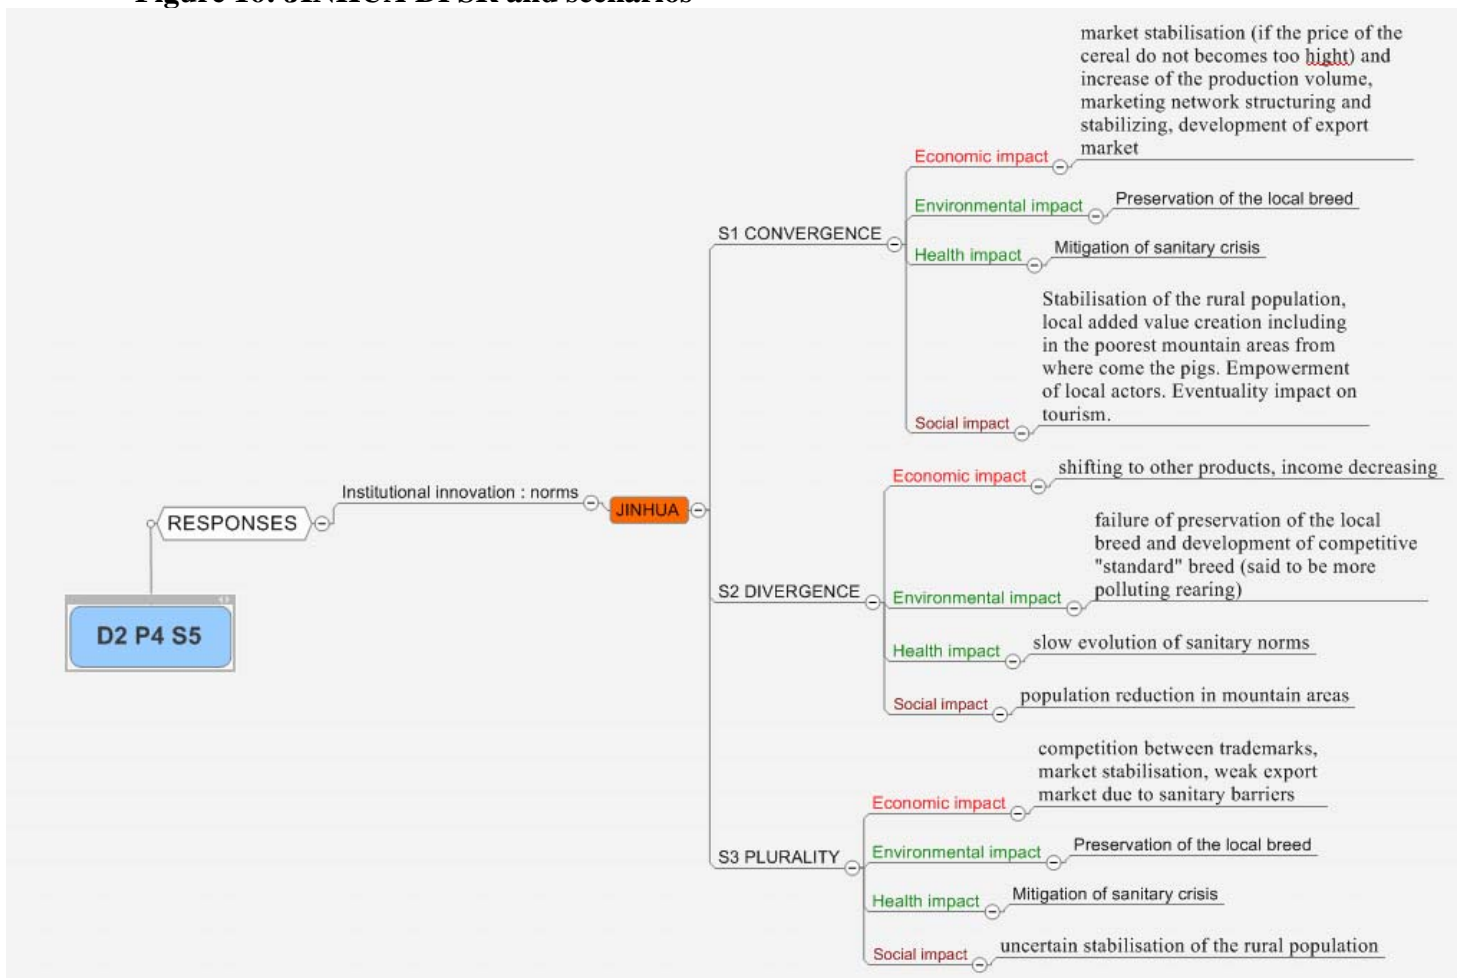 Figure 10: JINHUA DPSR and scenarios
market stabilisation (if the price of the
cereal do not becomes too hight) and
increase of the production volume,
marketing network structuring and
stabilizing, development of export
market
Economic impact
Environmental impact
Preservation of the local breed
S1 CONVERGENCE
Health impact
Mitigation of sanitary crisis
Stabilisation of the rural population,
local added value creation including
in the poorest mountain areas from
where come the pigs. Empowerment
of local actors. Eventuality impact on
tourism.
Social impact
Economic impact
shifting to other products, income decreasing
Institutional innovation : norms
JINHUA
RESPONSES
failure of preservation of the local
breed and development of competitive
"standard" breed (said to be more
polluting rearing)
S2 DIVERGENCE
Environmental impact
D2 P4 S5
Health impact
slow evolution of sanitary norms
Social impact
population reduction in mountain areas
competition between trademarks,
market stabilisation, weak export
market due to sanitary barriers
Economic impact
S3 PLURALITY
Environmental impact
Preservation of the local breed
Health impact
Mitigation of sanitary crisis
Social impact
uncertain stabilisation of the rural population